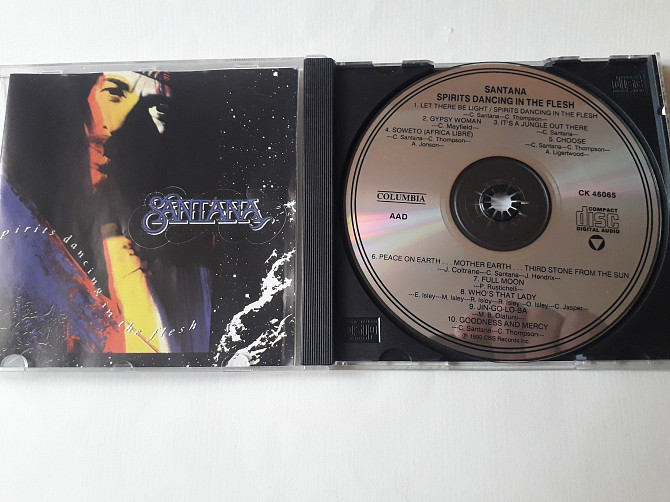 SANTANA
spirits dancing in the flesh
SANTANA
SPIRITS DANCING IN THE FLESH
1. LET THERE BE LIGHT / SPIRITS DANCING IN THE FLESH
—C. Santana—C. Thompson—
2. GYPSY WOMAN
—C. Mayfield—
3. IT'S A JUNGLE OUT THERE
—C. Santana—
4. SOWETO (AFRICA LIBRE)
—C. Santana—C. Thompson—
A. Jonson—
5. CHOOSE
—C. Santana—C. Thompson—
A. Ligertwood—
COLUMBIA
AAD
CK 46065
COMPACT
disc
DIGITAL AUDIO
6. PEACE ON EARTH . . . MOTHER EARTH . . . THIRD STONE FROM THE SUN
—J. Coltrane—C. Santana—J. Hendrix—
7. FULL MOON
—P. Rustichelli—
8. WHO'S THAT LADY
—E. Isley—M. Isley—R. Isley—R. Isley—O. Isley—C. Jasper—
9. JIN-GO-LO-BA
—M. B. Olatunji—
10. GOODNESS AND MERCY
—C. Santana—C. Thompson—
℗ 1990 CBS Records Inc.